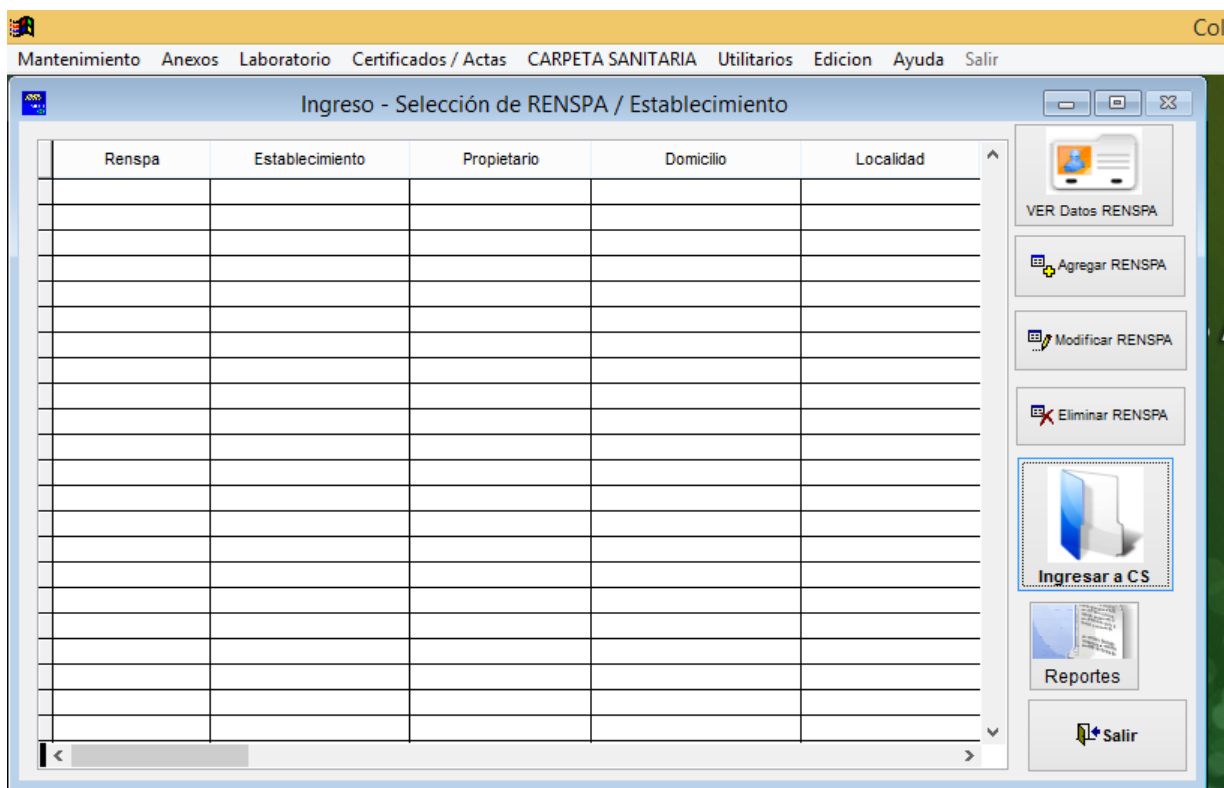 Col
Mantenimiento Anexos Laboratorio Certificados / Actas CARPETA SANITARIA Utilitarios Edicion Ayuda Salir
Ingreso - Selección de RENSPA / Establecimiento
Renspa Establecimiento Propietario Domicilio Localidad
VER Datos RENSPA
Agregar RENSPA
Modificar RENSPA
Eliminar RENSPA
Ingresar a CS
Reportes
Salir